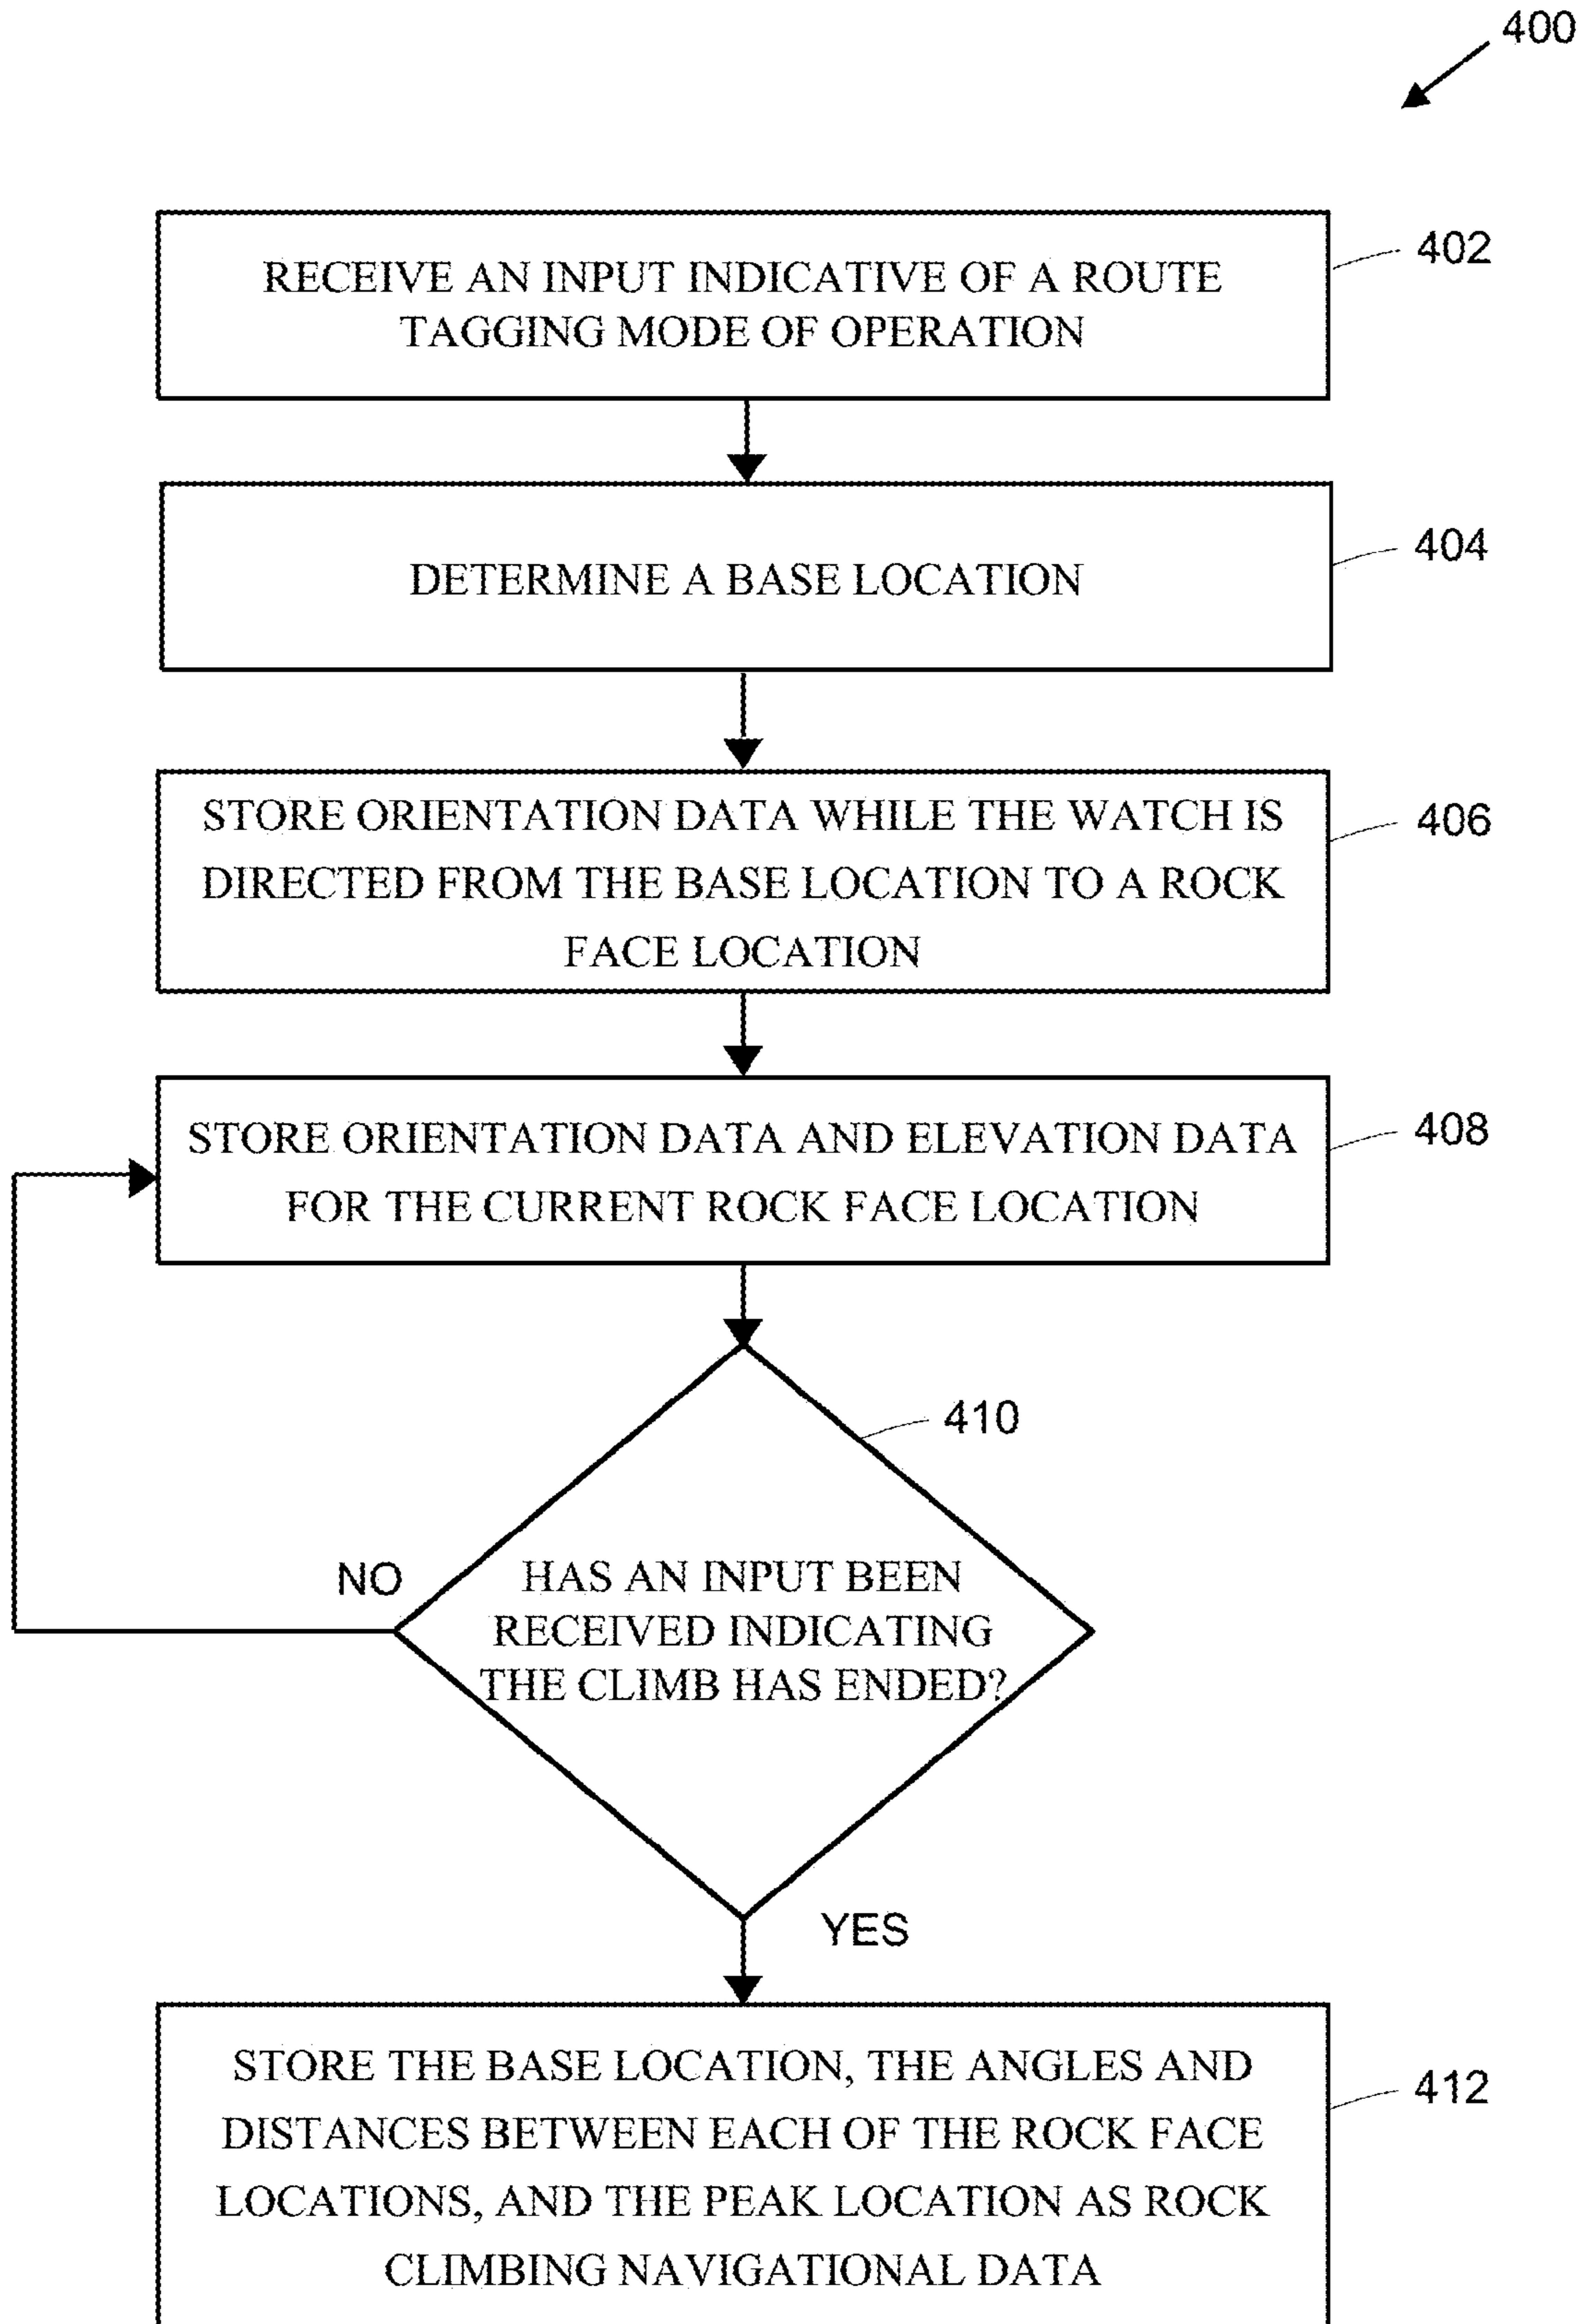 400
RECEIVE AN INPUT INDICATIVE OF A ROUTE
TAGGING MODE OF OPERATION
402
DETERMINE A BASE LOCATION
404
STORE ORIENTATION DATA WHILE THE WATCH IS
DIRECTED FROM THE BASE LOCATION TO A ROCK
FACE LOCATION
406
STORE ORIENTATION DATA AND ELEVATION DATA
FOR THE CURRENT ROCK FACE LOCATION
408
410
NO
HAS AN INPUT BEEN
RECEIVED INDICATING
THE CLIMB HAS ENDED?
YES
STORE THE BASE LOCATION, THE ANGLES AND
DISTANCES BETWEEN EACH OF THE ROCK FACE
LOCATIONS, AND THE PEAK LOCATION AS ROCK
CLIMBING NAVIGATIONAL DATA
412